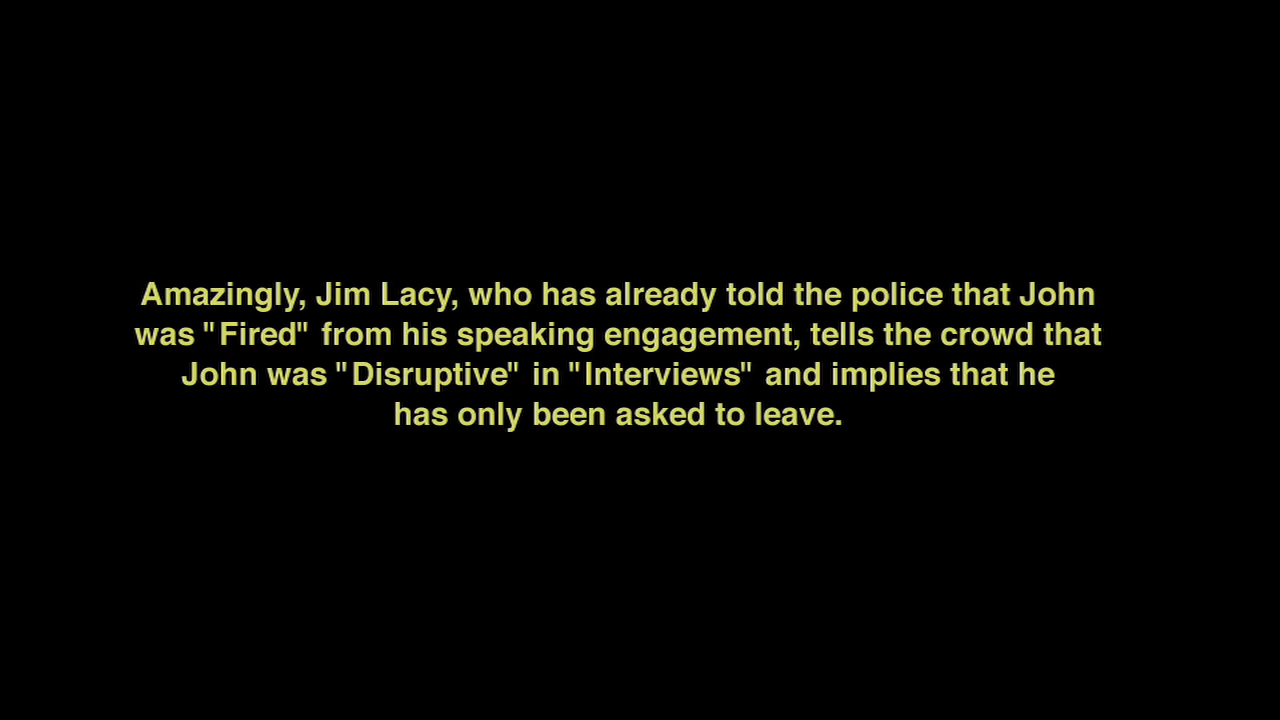 Amazingly, Jim Lacy, who has already told the police that John
was "Fired" from his speaking engagement, tells the crowd that
John was "Disruptive" in "Interviews" and implies that he
has only been asked to leave.